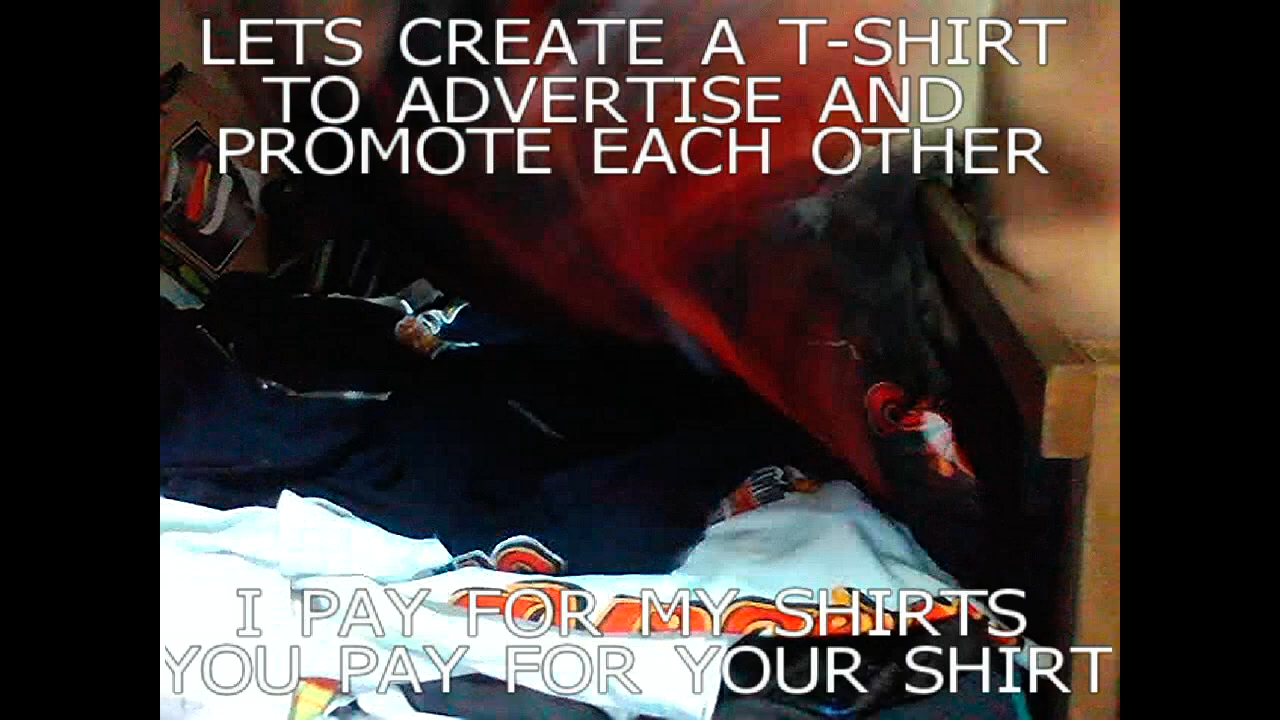 LETS CREATE A T-SHIRT
TO ADVERTISE AND
PROMOTE EACH OTHER
I PAY FOR MY SHIRTS
YOU PAY FOR YOUR SHIRT